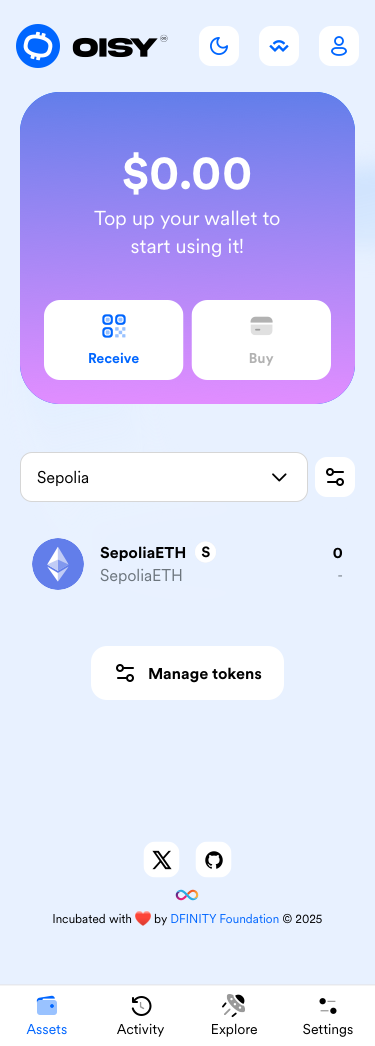 OISY
$0.00
Top up your wallet to
start using it!
Receive
Buy
Sepolia
SepoliaETH S
0
SepoliaETH
-
Manage tokens
Incubated with ❤️ by DFINITY Foundation © 2025
Assets
Activity
Explore
Settings